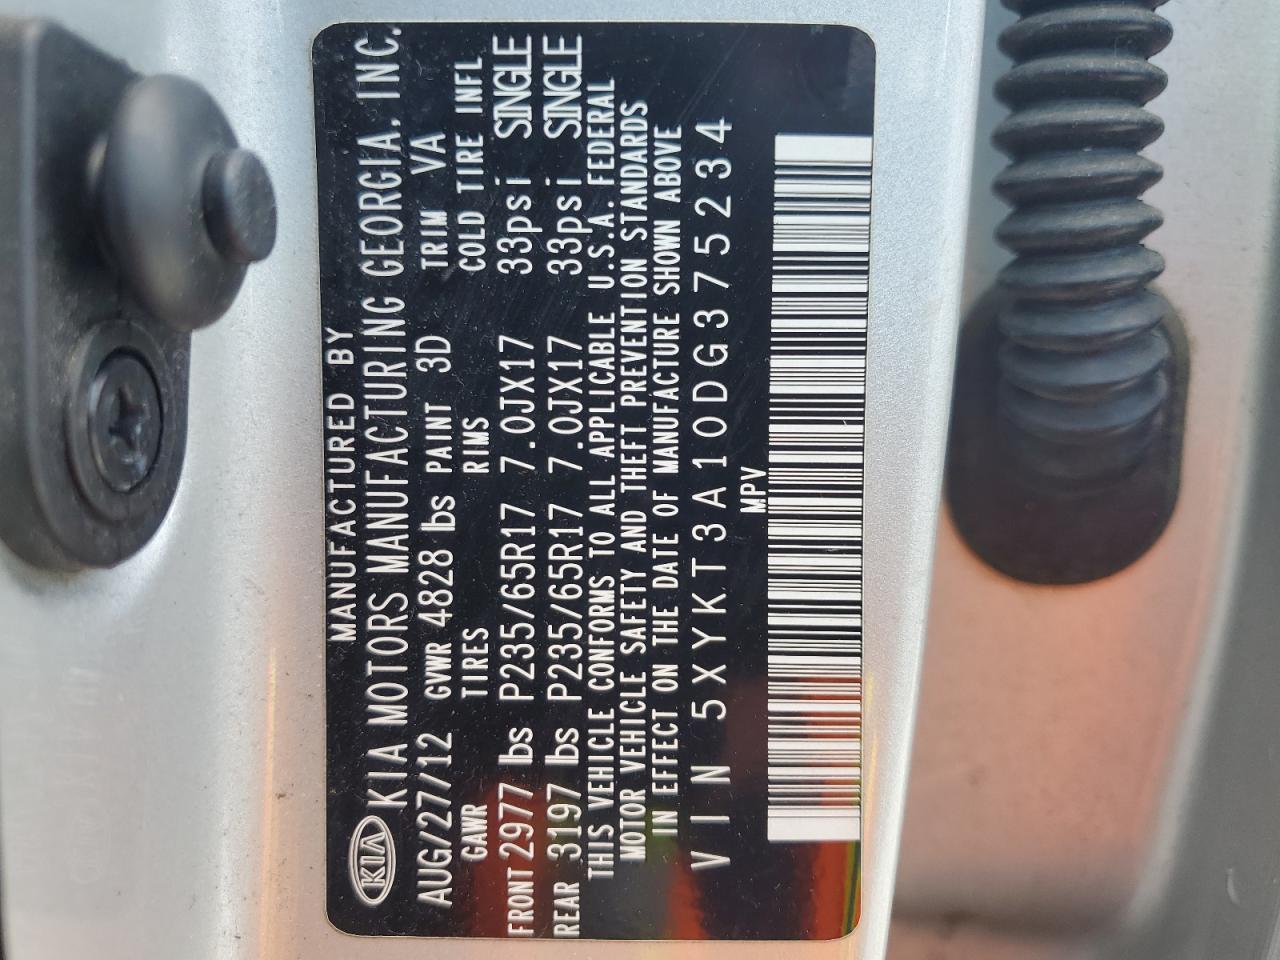 MANUFACTURED BY
KIA KIA MOTORS MANUFACTURING GEORGIA, INC.
AUG/27/12 GVWR 4828 lbs PAINT 3D TRIM VA
GAWR TIRES RIMS COLD TIRE INFL
FRONT 2977 lbs P235/65R17 7.0JX17 33psi SINGLE
REAR 3197 lbs P235/65R17 7.0JX17 33psi SINGLE
THIS VEHICLE CONFORMS TO ALL APPLICABLE U.S.A. FEDERAL
MOTOR VEHICLE SAFETY AND THEFT PREVENTION STANDARDS
IN EFFECT ON THE DATE OF MANUFACTURE SHOWN ABOVE
VIN 5XYKT3A10DG375234
MPV